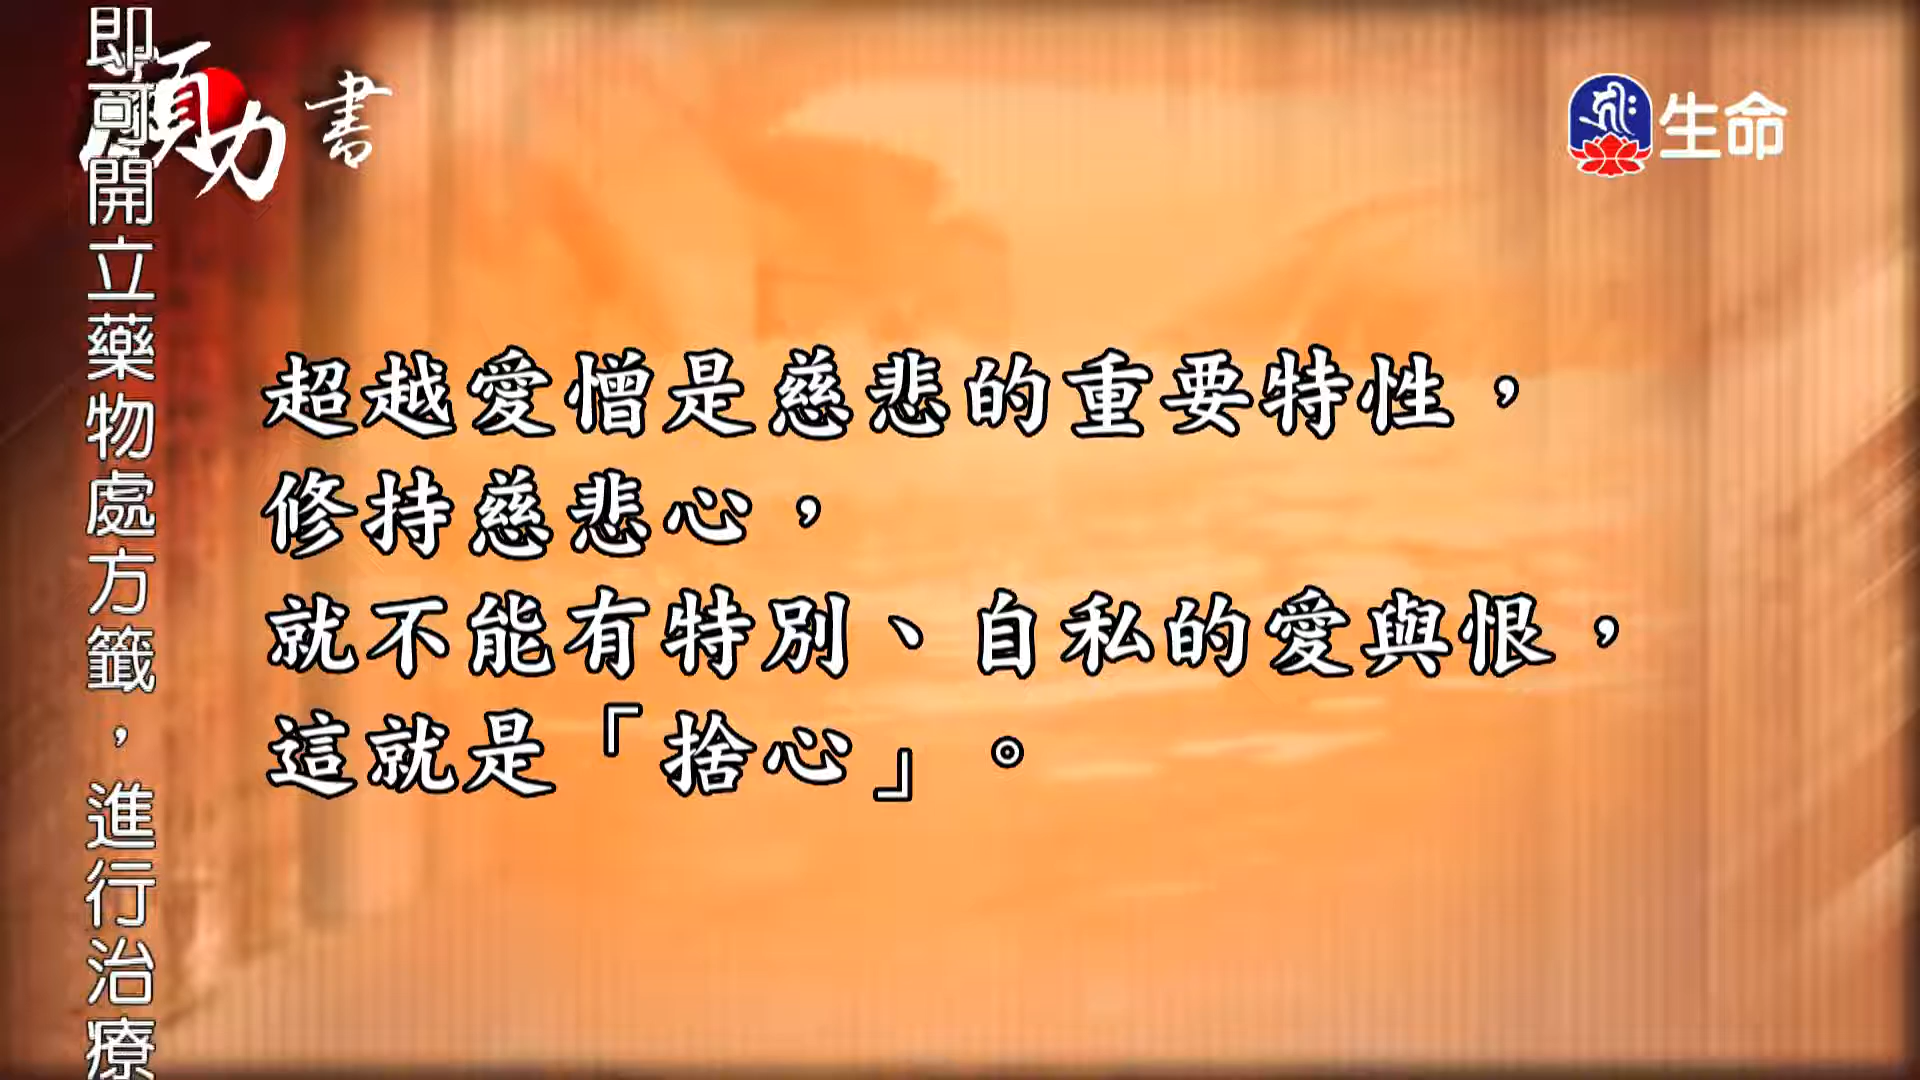 願力 書
生命
超越愛憎是慈悲的重要特性，
修持慈悲心，
就不能有特別、自私的愛與恨，
這就是「捨心」。
即可開立藥物處方籤，進行治療